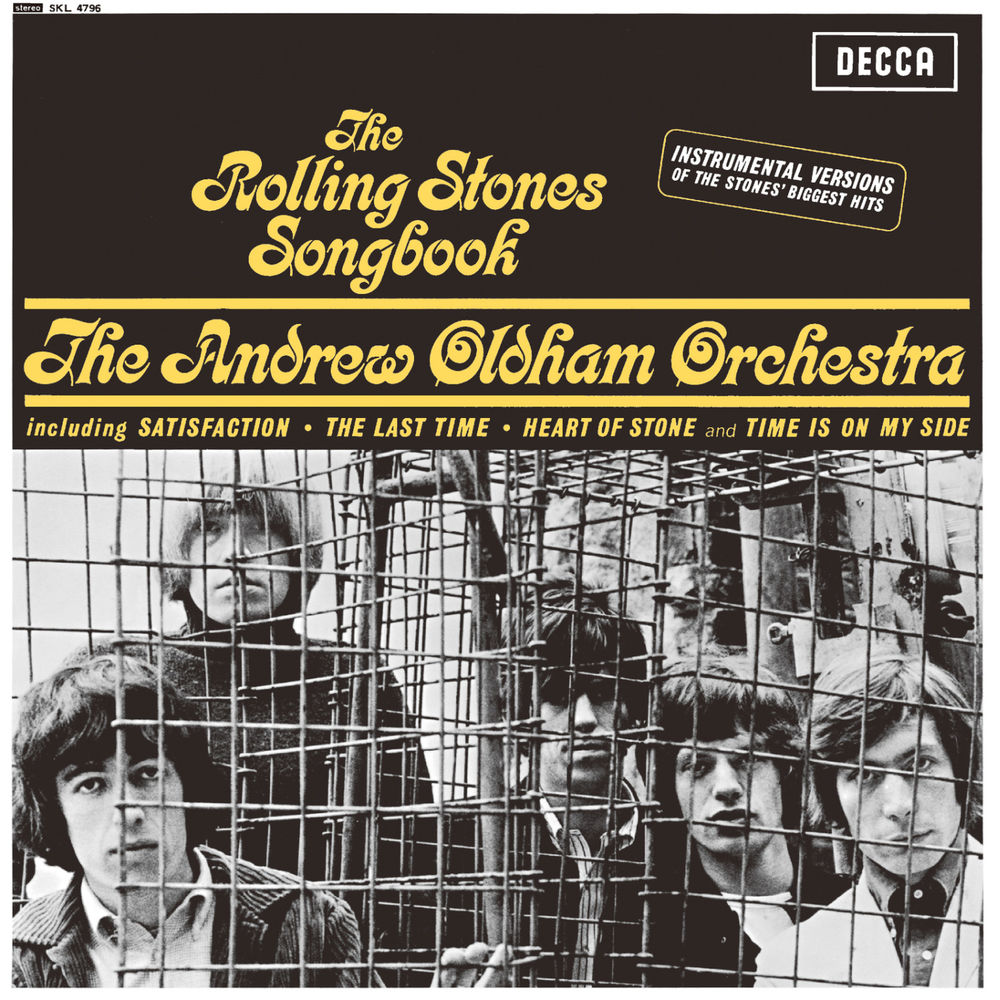 stereo SKL 4796
DECCA
The
Rolling Stones
Songbook
INSTRUMENTAL VERSIONS
OF THE STONES' BIGGEST HITS
The Andrew Oldham Orchestra
including SATISFACTION • THE LAST TIME • HEART OF STONE and TIME IS ON MY SIDE